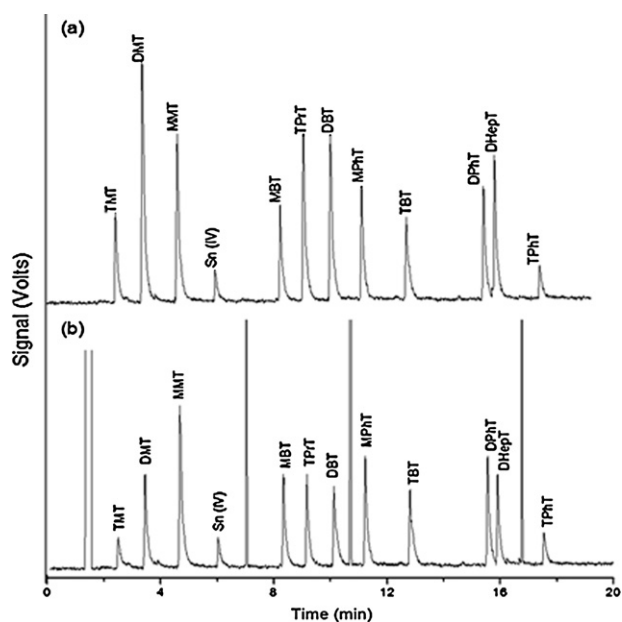 (a)
TMT
DMT
MMT
Sn (IV)
MBT
TPrT
DBT
MPhT
TBT
DPhT
DHepT
TPhT
Signal (Volts)
(b)
TMT
DMT
MMT
Sn (IV)
MBT
TPrT
DBT
MPhT
TBT
DPhT
DHepT
TPhT
0 4 8 12 16 20
Time (min)